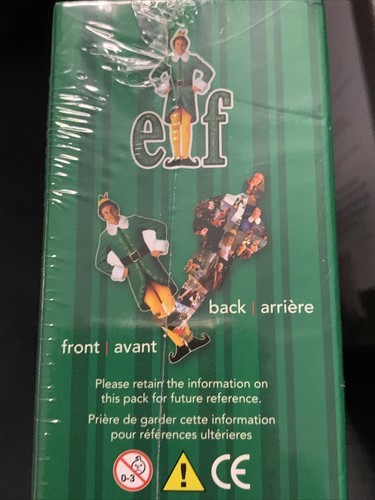 elf
back | arrière
front | avant
Please retain the information on
this pack for future reference.
Prière de garder cette information
pour références ultérieures
0-3
CE